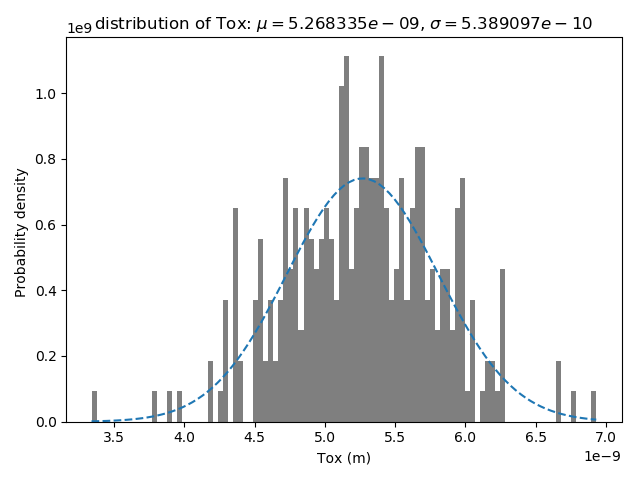 1e9
distribution of Tox: μ = 5.268335e − 09, σ = 5.389097e − 10
Probability density
1.0
0.8
0.6
0.4
0.2
0.0
3.5 4.0 4.5 5.0 5.5 6.0 6.5 7.0
1e−9
Tox (m)